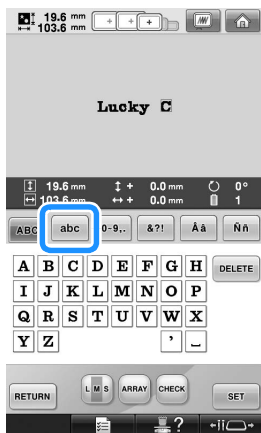 19.6 mm
103.6 mm
Lucky C
19.6 mm + 0.0 mm 0°
103.6 mm + 0.0 mm 1
ABC abc 0-9,. &?! Åä Ññ
A B C D E F G H DELETE
I J K L M N O P
Q R S T U V W X
Y Z ' _
RETURN L M S ARRAY CHECK SET
?